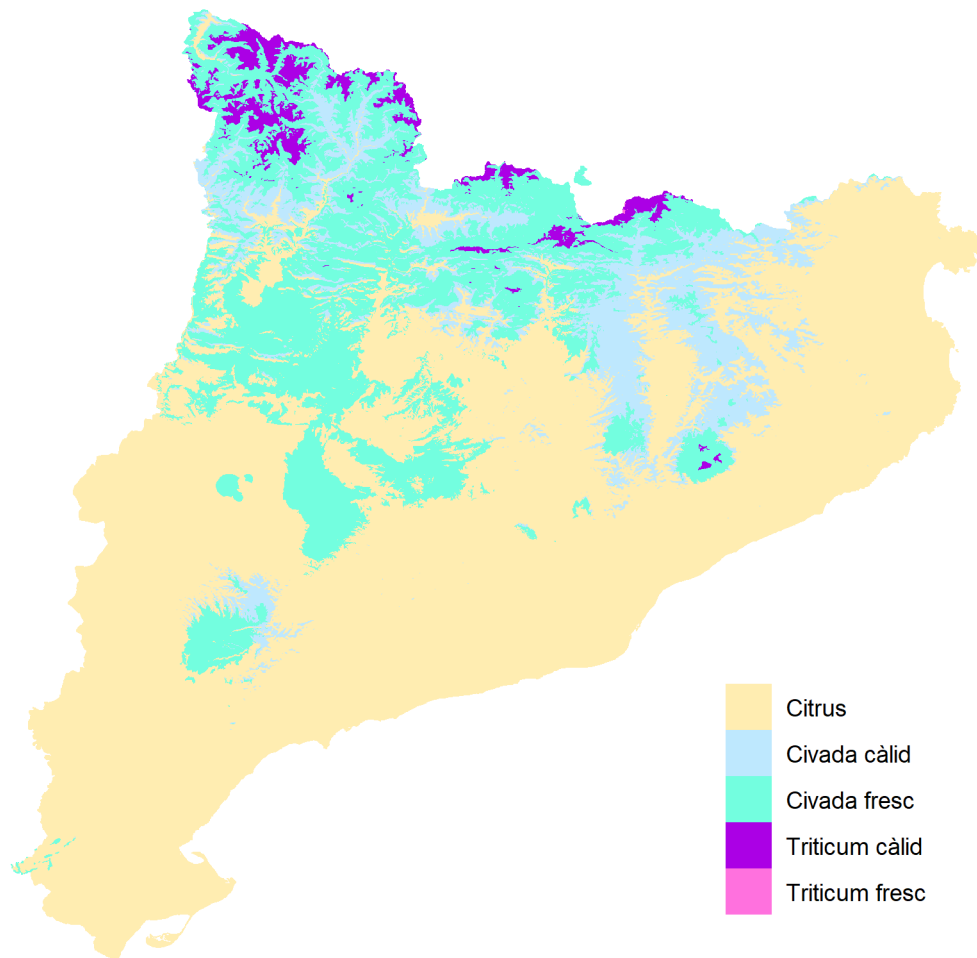 Citrus
Civada càlid
Civada fresc
Triticum càlid
Triticum fresc